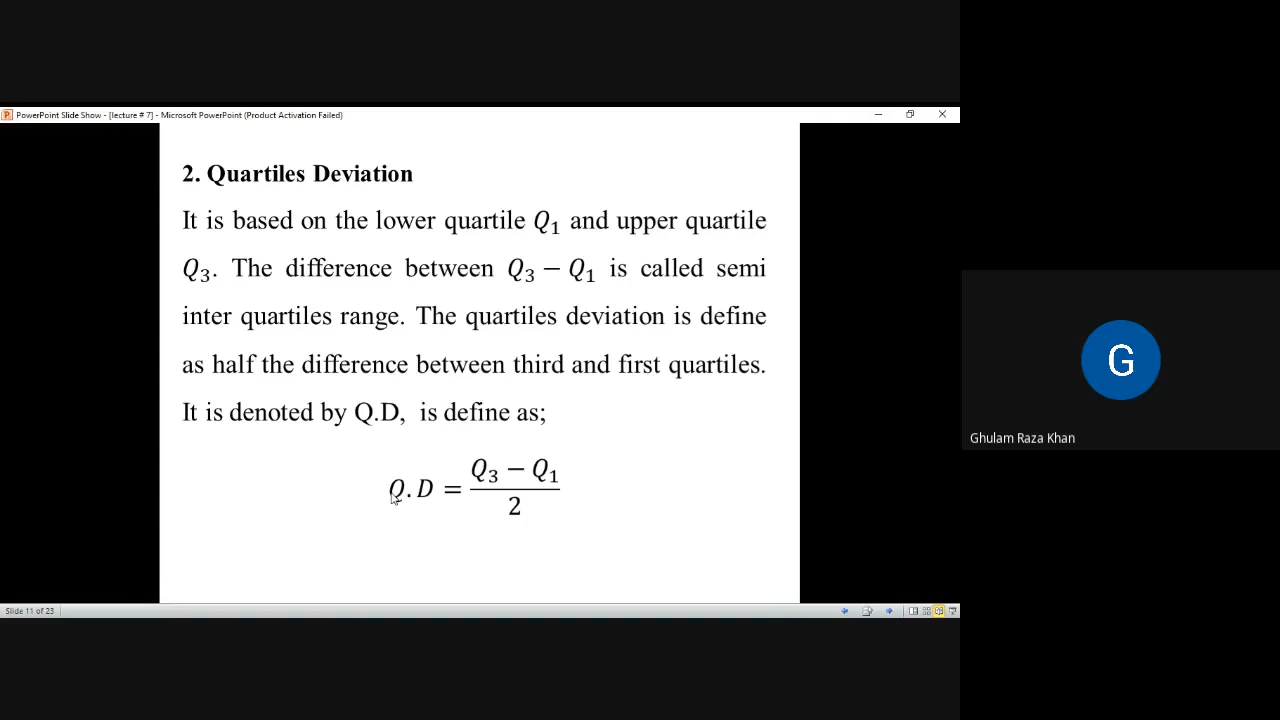 PowerPoint Slide Show - [lecture # 7] - Microsoft PowerPoint (Product Activation Failed)
2. Quartiles Deviation
It is based on the lower quartile Q₁ and upper quartile
Q₃. The difference between Q₃ − Q₁ is called semi
inter quartiles range. The quartiles deviation is define
as half the difference between third and first quartiles.
It is denoted by Q.D, is define as;
Q.D = (Q₃ − Q₁)/2
Slide 11 of 23
G
Ghulam Raza Khan